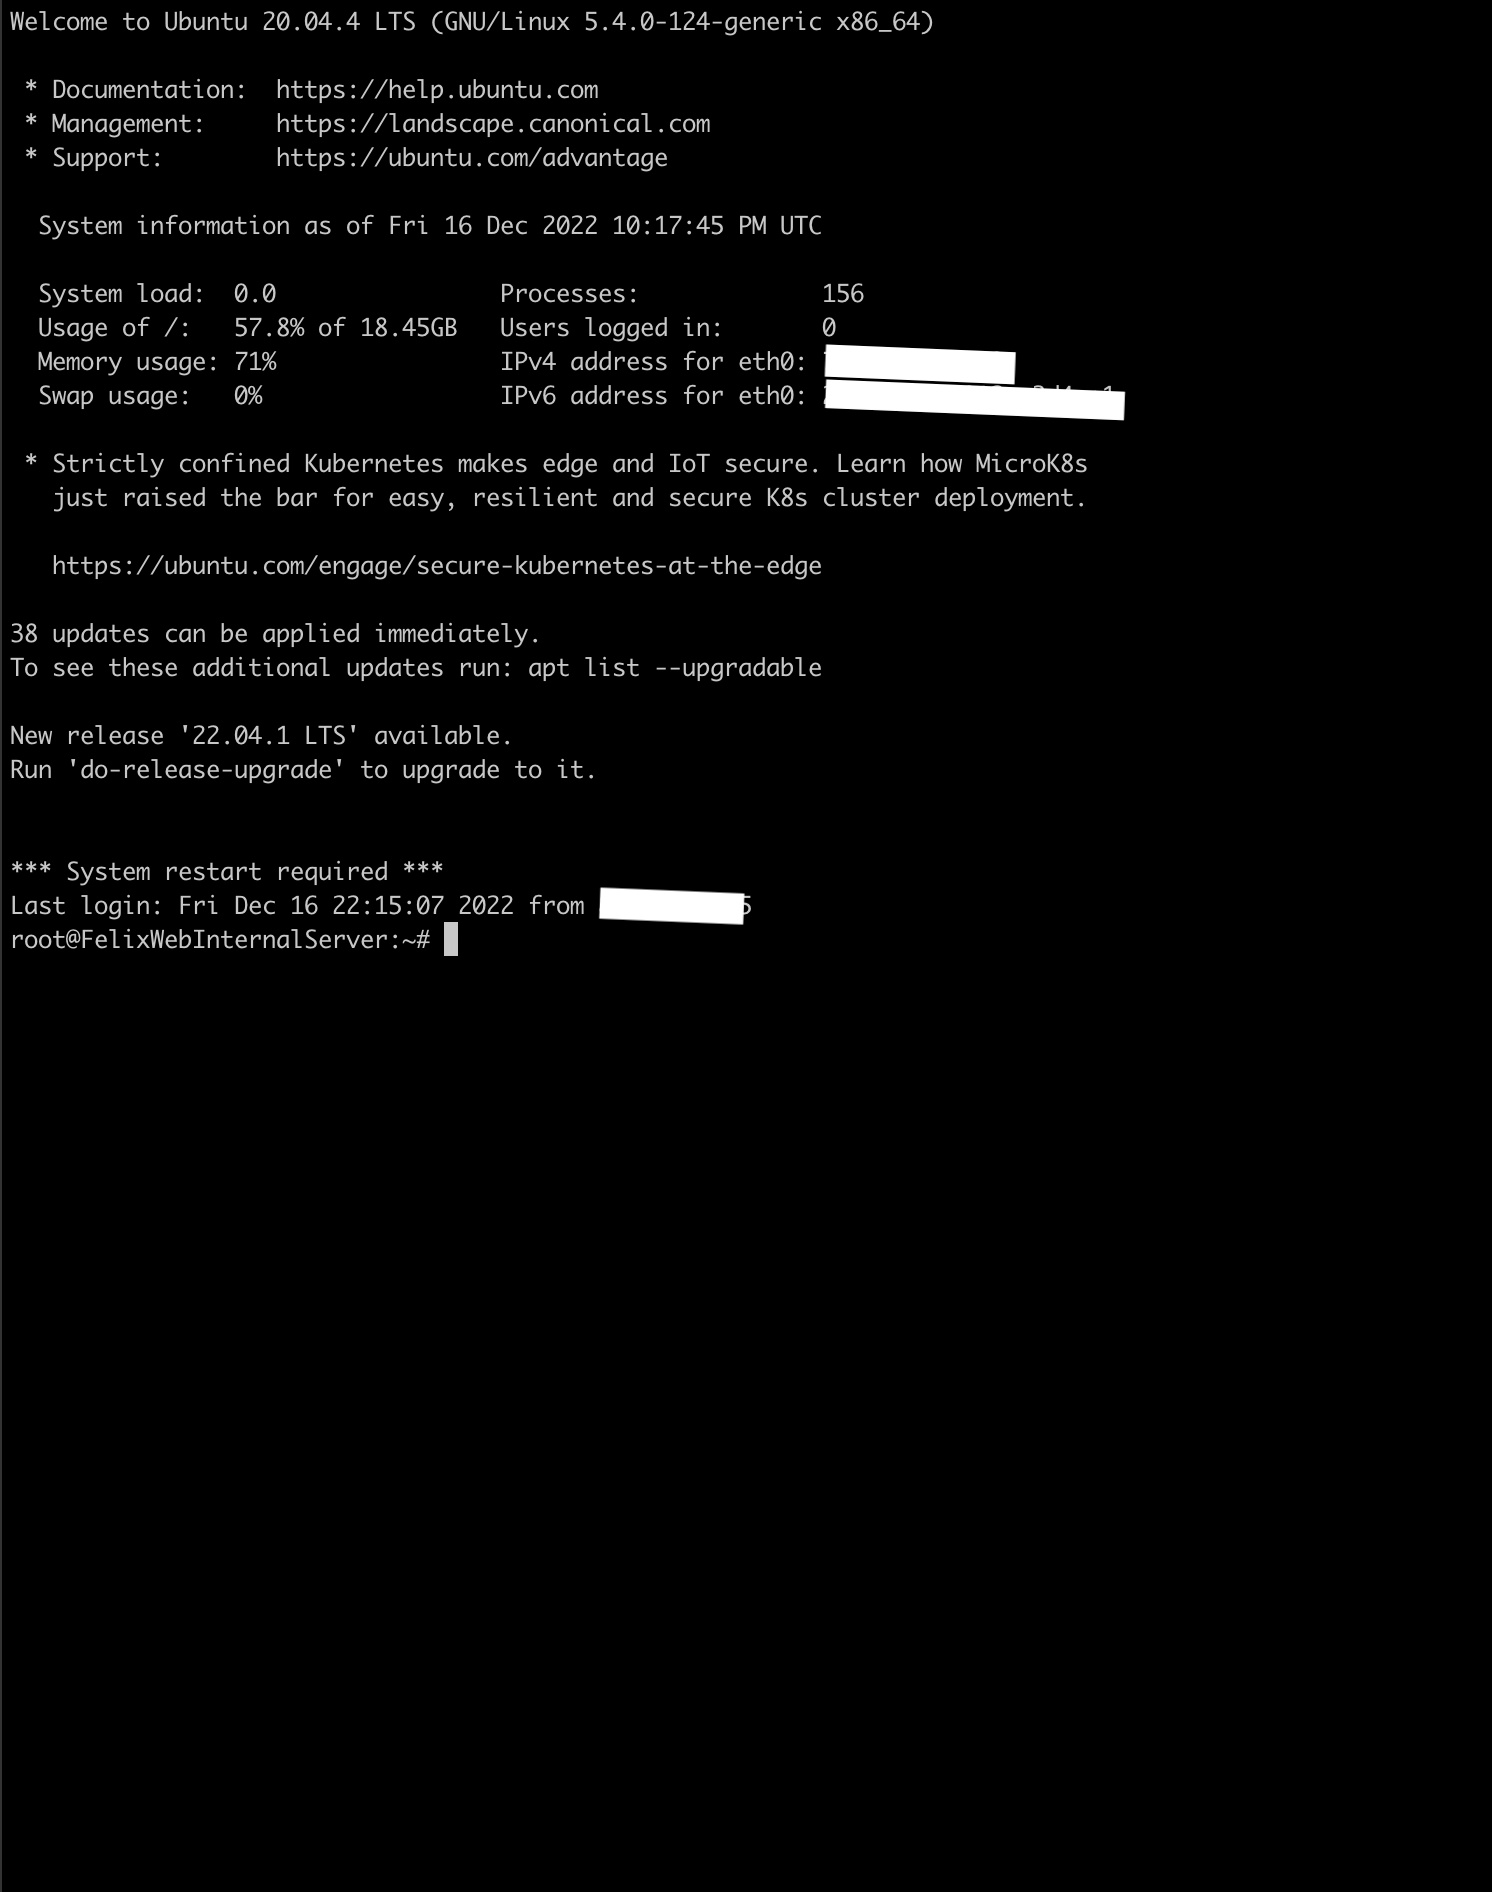 Welcome to Ubuntu 20.04.4 LTS (GNU/Linux 5.4.0-124-generic x86_64)
* Documentation: https://help.ubuntu.com
* Management: https://landscape.canonical.com
* Support: https://ubuntu.com/advantage
System information as of Fri 16 Dec 2022 10:17:45 PM UTC
System load: 0.0 Processes: 156
Usage of /: 57.8% of 18.45GB Users logged in: 0
Memory usage: 71% IPv4 address for eth0:
Swap usage: 0% IPv6 address for eth0:
* Strictly confined Kubernetes makes edge and IoT secure. Learn how MicroK8s
just raised the bar for easy, resilient and secure K8s cluster deployment.
https://ubuntu.com/engage/secure-kubernetes-at-the-edge
38 updates can be applied immediately.
To see these additional updates run: apt list --upgradable
New release '22.04.1 LTS' available.
Run 'do-release-upgrade' to upgrade to it.
*** System restart required ***
Last login: Fri Dec 16 22:15:07 2022 from
root@FelixWebInternalServer:~#